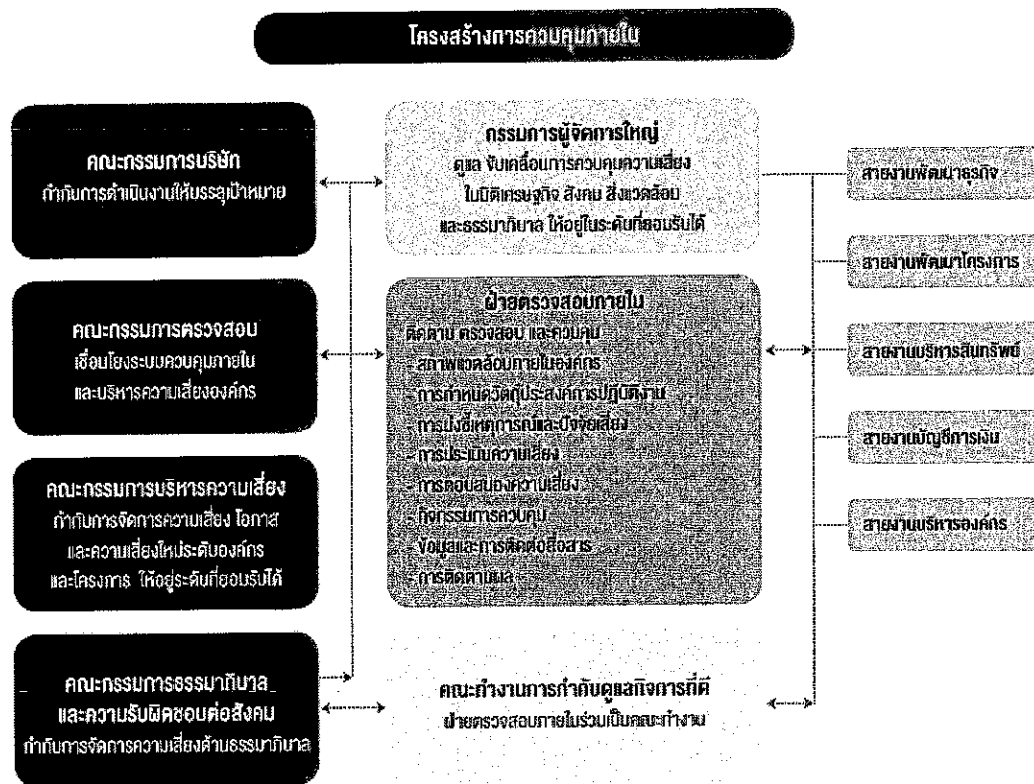 โครงสร้างการควบคุมภายใน
คณะกรรมการบริษัท
กำกับการดำเนินงานให้บรรลุเป้าหมาย
คณะกรรมการตรวจสอบ
เชื่อมโยงระบบควบคุมภายใน
และบริหารความเสี่ยงองค์กร
คณะกรรมการบริหารความเสี่ยง
กำกับการจัดการความเสี่ยง โอกาส
และความเสี่ยงใหม่ระดับองค์กร
และโครงการ ให้อยู่ระดับที่ยอมรับได้
คณะกรรมการธรรมาภิบาล
และความรับผิดชอบต่อสังคม
กำกับการจัดการความเสี่ยงด้านธรรมาภิบาล
กรรมการผู้จัดการใหญ่
ดูแล ขับเคลื่อนการควบคุมความเสี่ยง
ในมิติเศรษฐกิจ สังคม สิ่งแวดล้อม
และธรรมาภิบาล ให้อยู่ในระดับที่ยอมรับได้
ฝ่ายตรวจสอบภายใน
ติดตาม ตรวจสอบ และควบคุม
- สภาพแวดล้อมภายในองค์กร
- การกำหนดวัตถุประสงค์การปฏิบัติงาน
- การบ่งชี้เหตุการณ์และปัจจัยเสี่ยง
- การประเมินความเสี่ยง
- การตอบสนองความเสี่ยง
- กิจกรรมการควบคุม
- ข้อมูลและการติดต่อสื่อสาร
- การติดตามผล
คณะทำงานการกำกับดูแลกิจการที่ดี
ฝ่ายตรวจสอบภายในร่วมเป็นคณะทำงาน
สายงานพัฒนาธุรกิจ
สายงานพัฒนาโครงการ
สายงานบริหารสินทรัพย์
สายงานบัญชีการเงิน
สายงานบริหารองค์กร